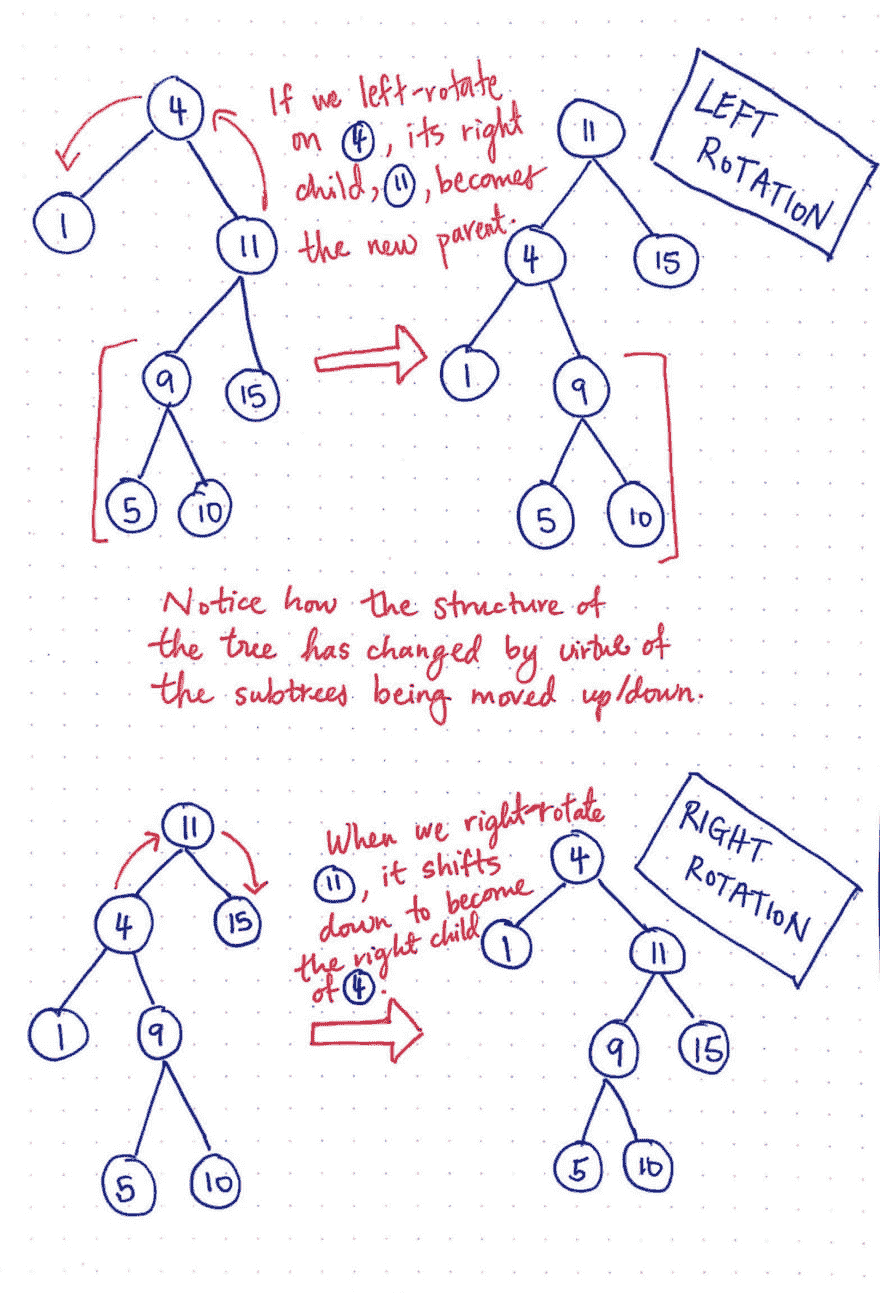 4
If we left-rotate
on ④, its right
child, ⑪, becomes
the new parent.
1
11
9
15
5
10
11
LEFT
ROTATION
4
15
1
9
5
10
Notice how the structure of
the tree has changed by virtue of
the subtrees being moved up/down.
11
4
15
1
9
5
10
When we right-rotate
⑪, it shifts
down to become
the right child
of ④.
4
RIGHT
ROTATION
1
11
9
15
5
10